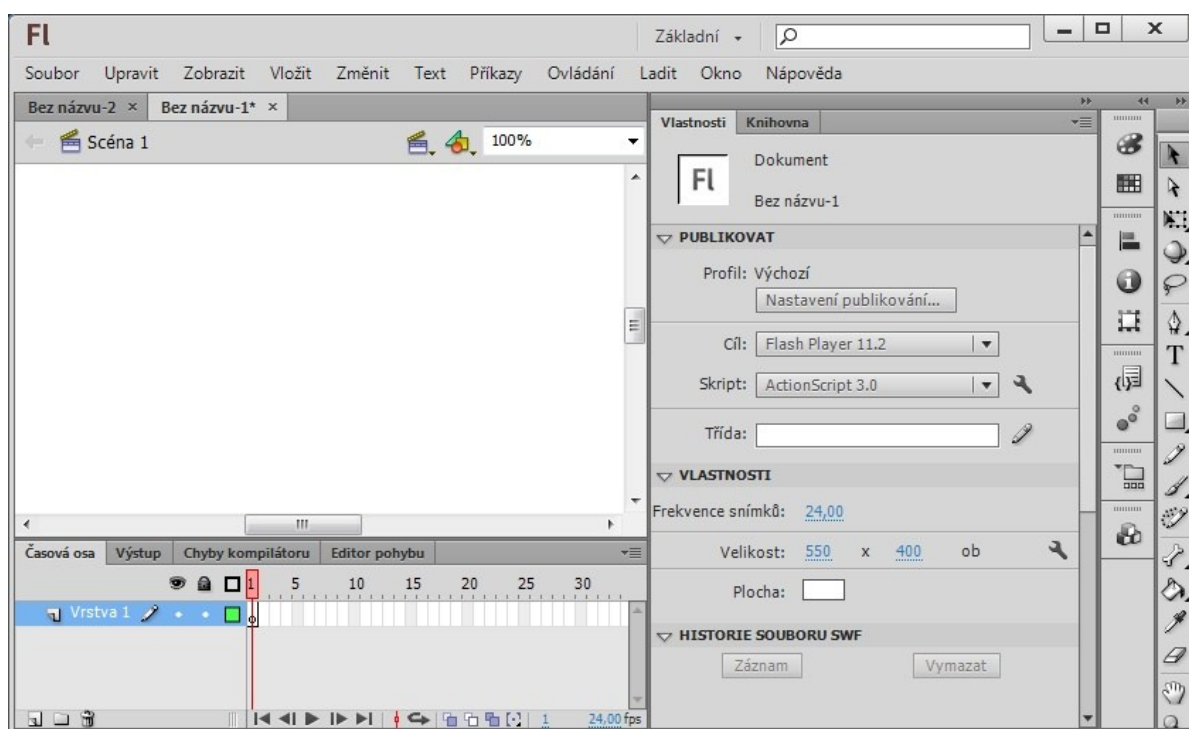 Fl
Základní
Soubor Upravit Zobrazit Vložit Změnit Text Příkazy Ovládání Ladit Okno Nápověda
Bez názvu-2 × Bez názvu-1* ×
Scéna 1
100%
Vlastnosti Knihovna
Fl
Dokument
Bez názvu-1
PUBLIKOVAT
Profil: Výchozí
Nastavení publikování...
Cíl: Flash Player 11.2
Skript: ActionScript 3.0
Třída:
VLASTNOSTI
Frekvence snímků: 24,00
Velikost: 550 x 400 ob
Plocha:
HISTORIE SOUBORU SWF
Záznam Vymazat
Časová osa Výstup Chyby kompilátoru Editor pohybu
1 5 10 15 20 25 30
Vrstva 1
1 24,00 fps
T